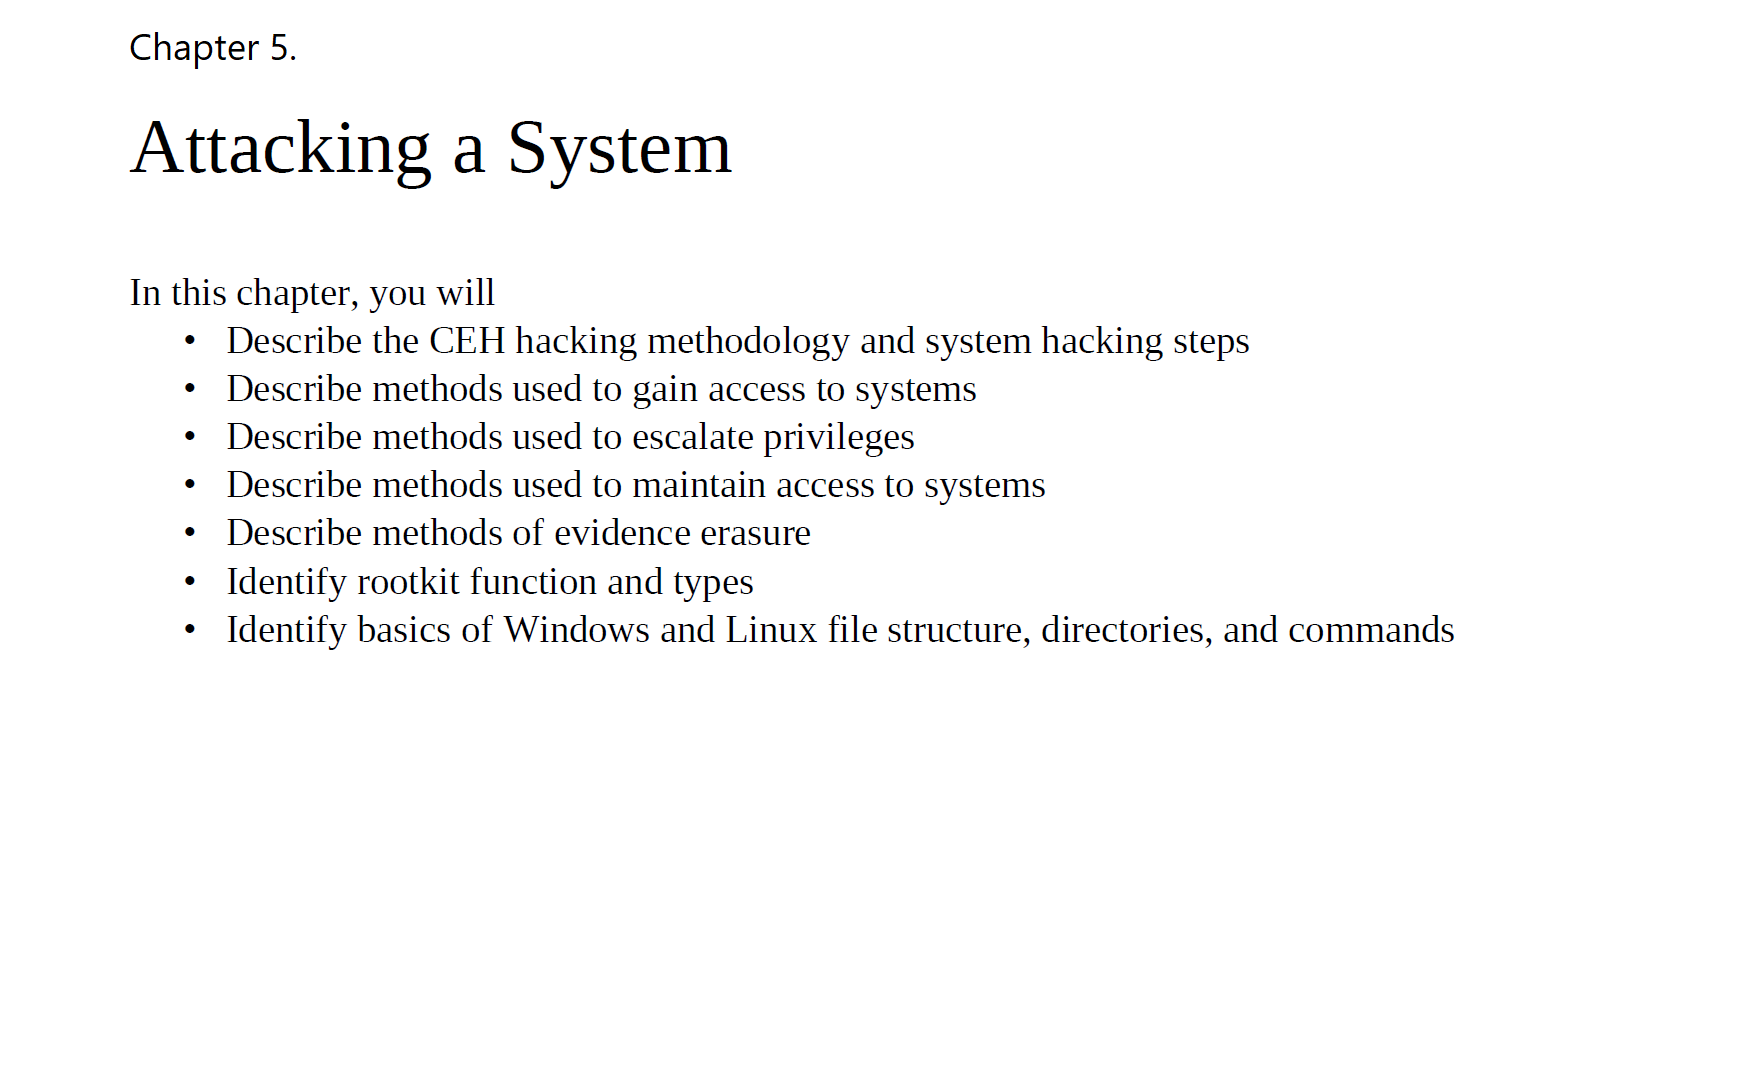 Chapter 5.
Attacking a System
In this chapter, you will
• Describe the CEH hacking methodology and system hacking steps
• Describe methods used to gain access to systems
• Describe methods used to escalate privileges
• Describe methods used to maintain access to systems
• Describe methods of evidence erasure
• Identify rootkit function and types
• Identify basics of Windows and Linux file structure, directories, and commands